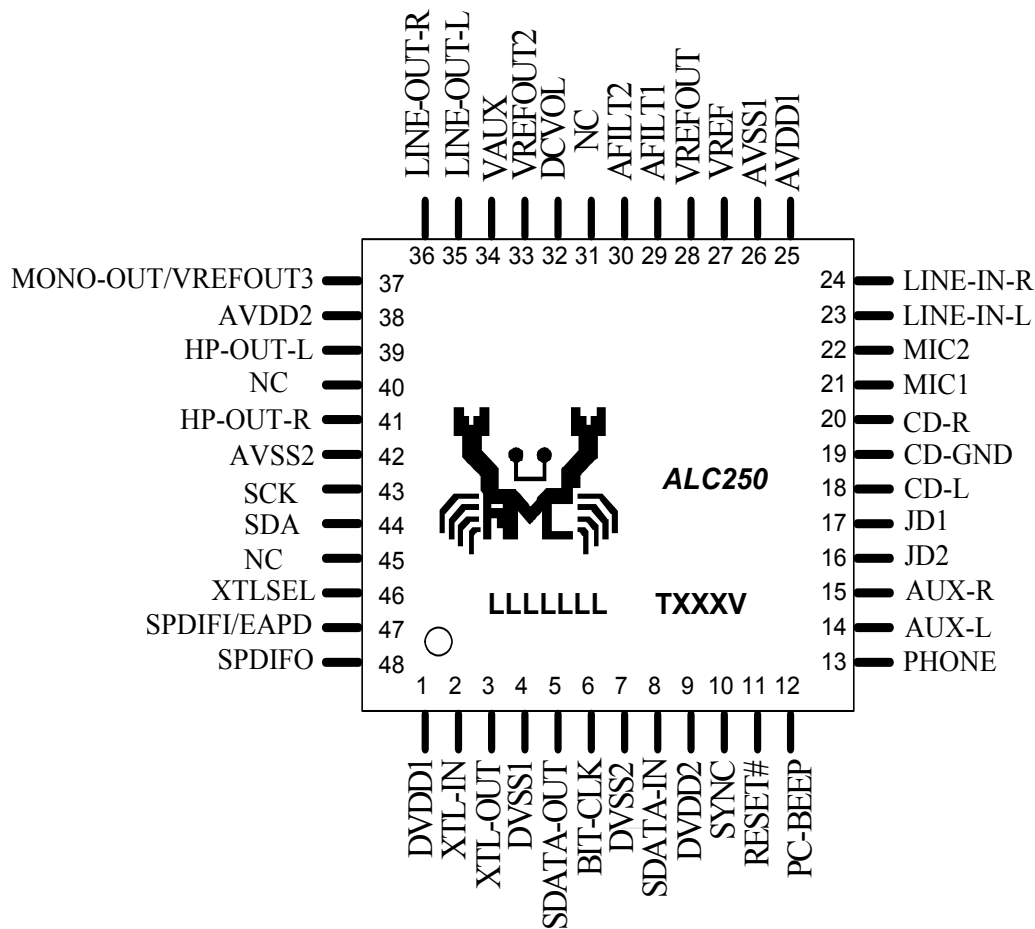 LINE-OUT-R
LINE-OUT-L
VAUX
VREFOUT2
DCVOL
NC
AFILT2
AFILT1
VREFOUT
VREF
AVSS1
AVDD1
36 35 34 33 32 31 30 29 28 27 26 25
MONO-OUT/VREFOUT3 37
AVDD2 38
HP-OUT-L 39
NC 40
HP-OUT-R 41
AVSS2 42
SCK 43
SDA 44
NC 45
XTLSEL 46
SPDIFI/EAPD 47
SPDIFO 48
ALC250
LLLLLLL TXXXV
24 LINE-IN-R
23 LINE-IN-L
22 MIC2
21 MIC1
20 CD-R
19 CD-GND
18 CD-L
17 JD1
16 JD2
15 AUX-R
14 AUX-L
13 PHONE
1 2 3 4 5 6 7 8 9 10 11 12
DVDD1
XTL-IN
XTL-OUT
DVSS1
SDATA-OUT
BIT-CLK
DVSS2
SDATA-IN
DVDD2
SYNC
RESET#
PC-BEEP